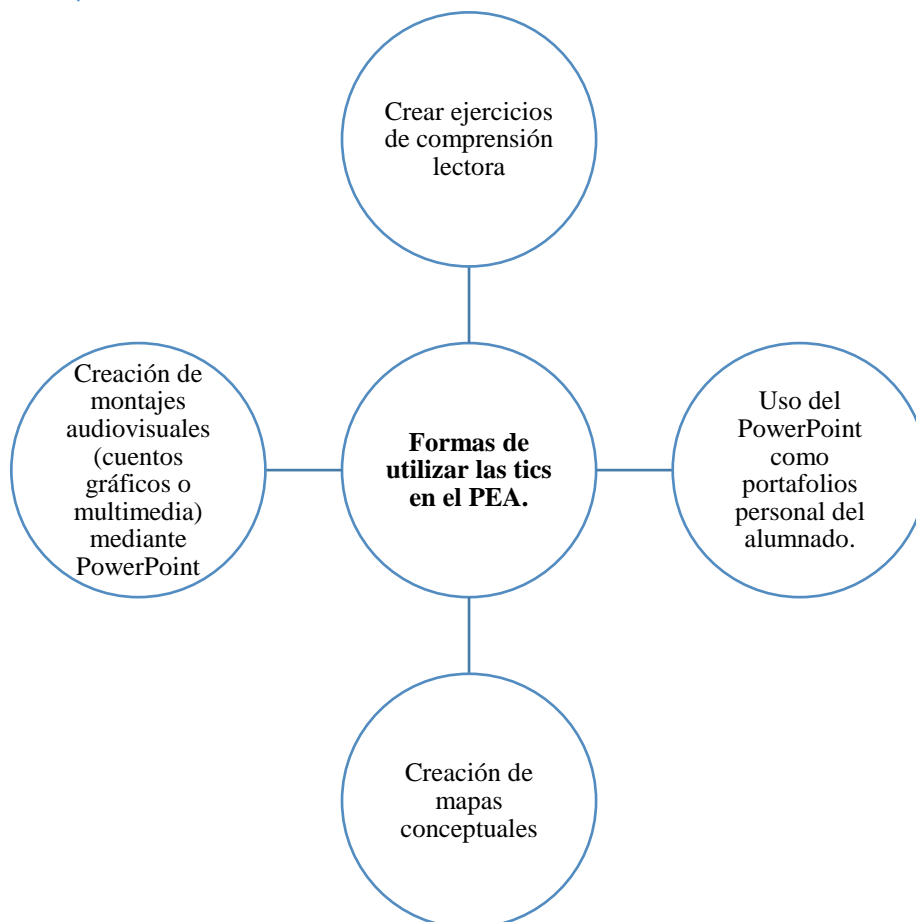 Crear ejercicios
de comprensión
lectora
Creación de
montajes
audiovisuales
(cuentos
gráficos o
multimedia)
mediante
PowerPoint
Formas de
utilizar las tics
en el PEA.
Uso del
PowerPoint
como
portafolios
personal del
alumnado.
Creación de
mapas
conceptuales